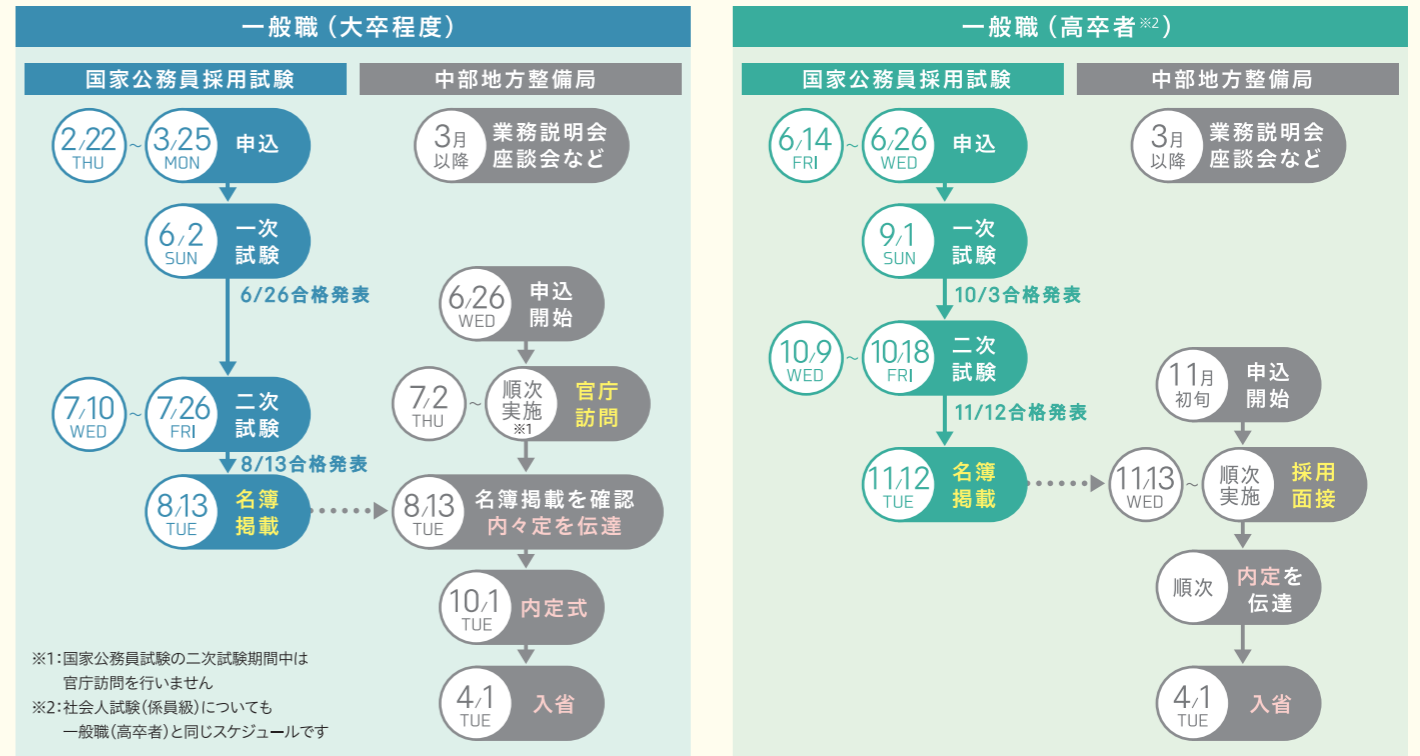 一般職（大卒程度）
国家公務員採用試験
2/22
THU
～
3/25
MON
申込
6/2
SUN
一次
試験
6/26合格発表
7/10
WED
～
7/26
FRI
二次
試験
8/13合格発表
8/13
TUE
名簿
掲載
中部地方整備局
3月
以降
業務説明会
座談会など
6/26
WED
申込
開始
7/2
THU
～
順次
実施
※1
官庁
訪問
8/13
TUE
名簿掲載を確認
内々定を伝達
10/1
TUE
内定式
4/1
TUE
入省
※1:国家公務員試験の二次試験期間中は
官庁訪問を行いません
※2:社会人試験(係員級)についても
一般職(高卒者)と同じスケジュールです
一般職（高卒者※2）
国家公務員採用試験
6/14
FRI
～
6/26
WED
申込
9/1
SUN
一次
試験
10/3合格発表
10/9
WED
～
10/18
FRI
二次
試験
11/12合格発表
11/12
TUE
名簿
掲載
中部地方整備局
3月
以降
業務説明会
座談会など
11月
初旬
申込
開始
11/13
WED
～
順次
実施
採用
面接
順次
内定を
伝達
4/1
TUE
入省